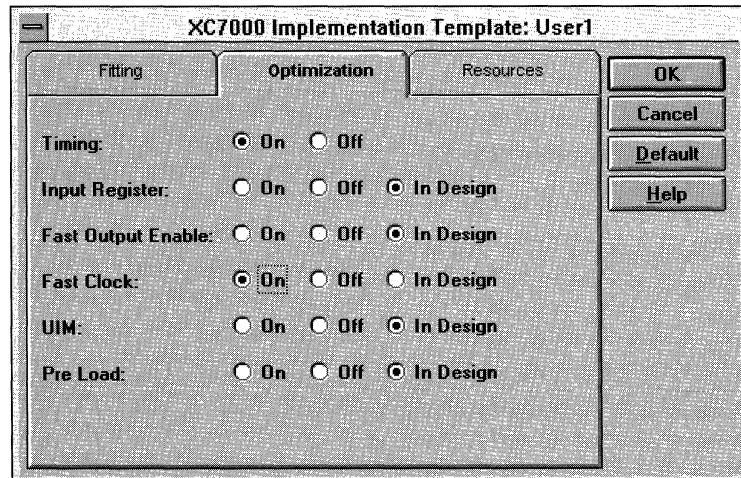 XC7000 Implementation Template: User1
Fitting Optimization Resources
OK
Cancel
Default
Help
Timing: On Off
Input Register: On Off In Design
Fast Output Enable: On Off In Design
Fast Clock: On Off In Design
UIM: On Off In Design
Pre Load: On Off In Design